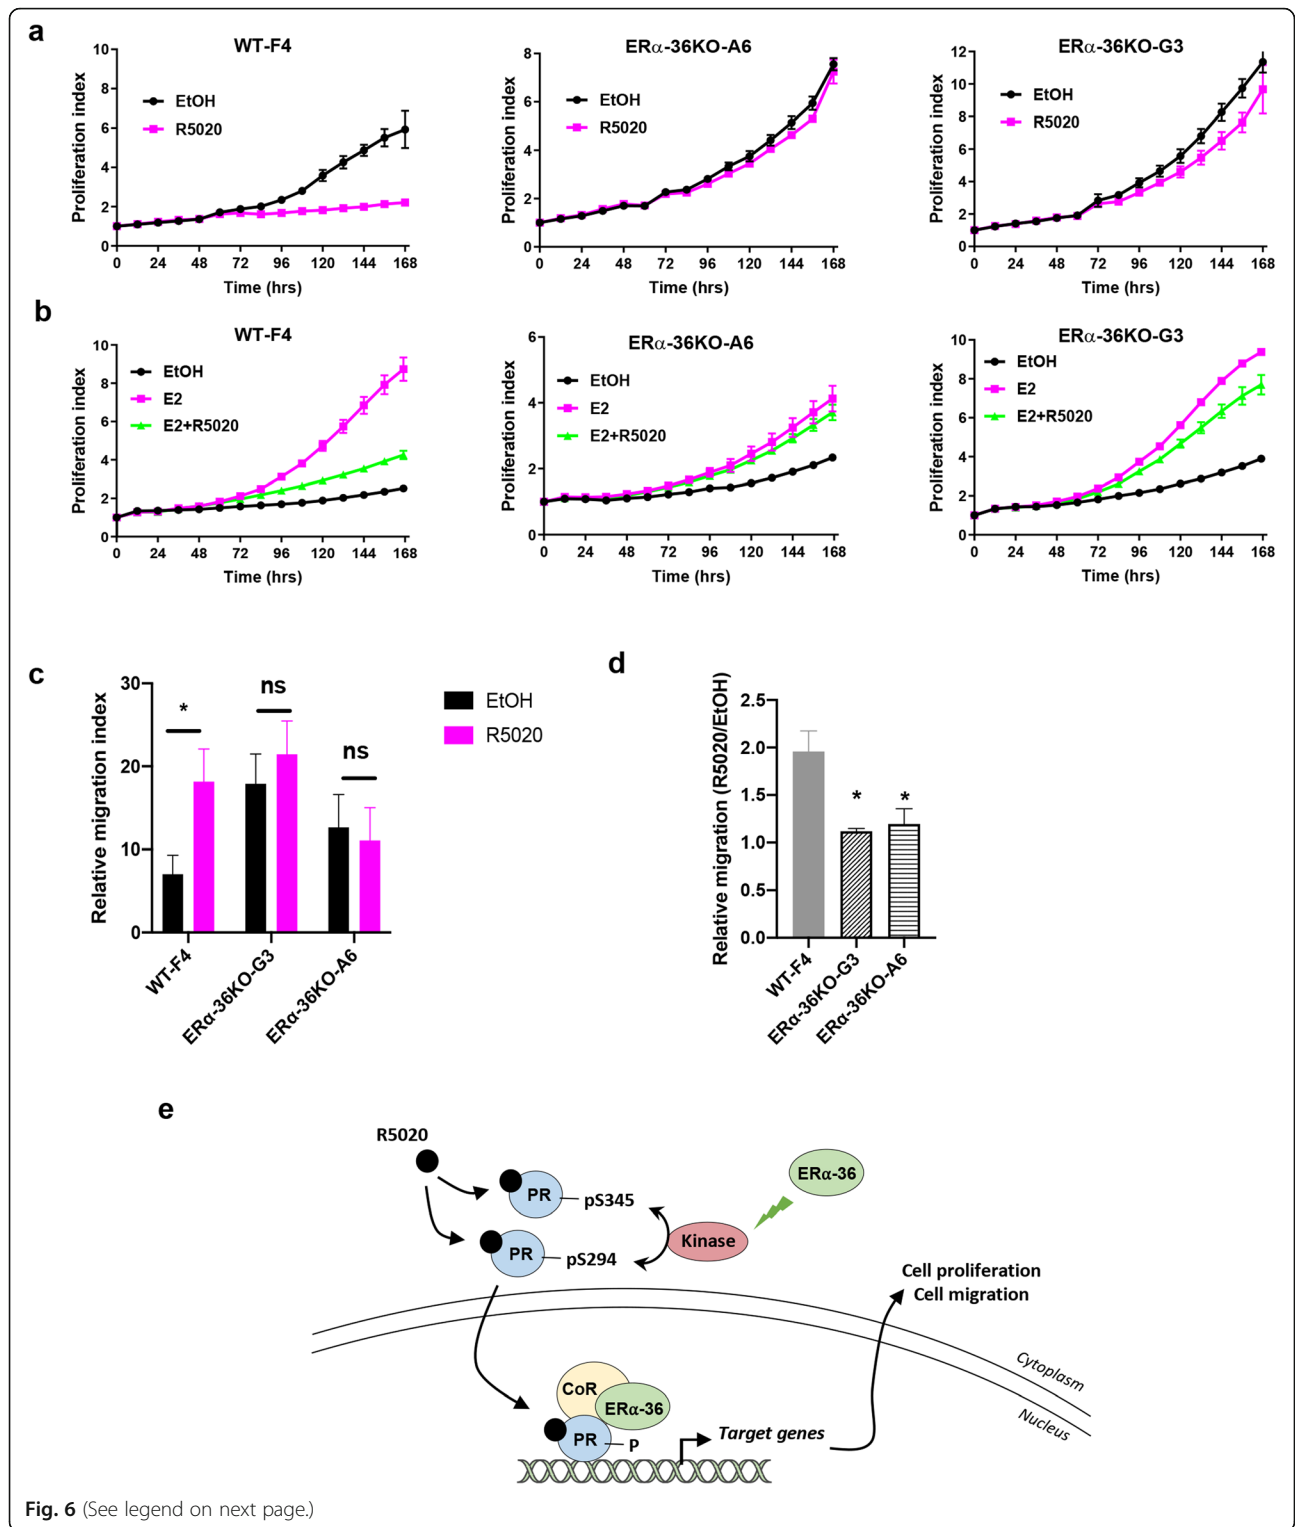 a
WT-F4
Proliferation index
10
8
6
4
2
0
EtOH
R5020
0 24 48 72 96 120 144 168
Time (hrs)
ERα-36KO-A6
Proliferation index
8
6
4
2
0
EtOH
R5020
0 24 48 72 96 120 144 168
Time (hrs)
ERα-36KO-G3
Proliferation index
12
10
8
6
4
2
0
EtOH
R5020
0 24 48 72 96 120 144 168
Time (hrs)
b
WT-F4
Proliferation index
10
8
6
4
2
0
EtOH
E2
E2+R5020
0 24 48 72 96 120 144 168
Time (hrs)
ERα-36KO-A6
Proliferation index
6
4
2
0
EtOH
E2
E2+R5020
0 24 48 72 96 120 144 168
Time (hrs)
ERα-36KO-G3
Proliferation index
10
8
6
4
2
0
EtOH
E2
E2+R5020
0 24 48 72 96 120 144 168
Time (hrs)
c
Relative migration index
30
20
10
0
*
ns
ns
EtOH
R5020
WT-F4
ERα-36KO-G3
ERα-36KO-A6
d
Relative migration (R5020/EtOH)
2.5
2.0
1.5
1.0
0.5
0.0
*
*
WT-F4
ERα-36KO-G3
ERα-36KO-A6
e
R5020
PR
pS345
PR
pS294
Kinase
ERα-36
Cell proliferation
Cell migration
Cytoplasm
Nucleus
CoR
ERα-36
PR
P
Target genes
Fig. 6 (See legend on next page.)